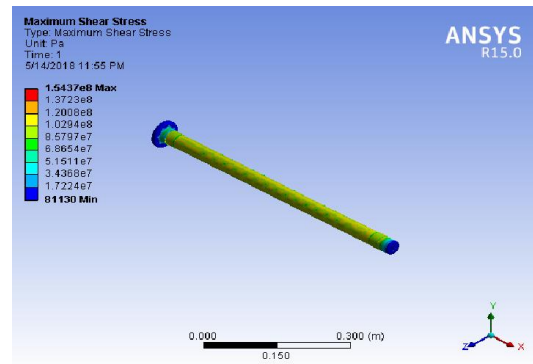 Maximum Shear Stress
Type: Maximum Shear Stress
Unit: Pa
Time: 1
5/14/2018 11:55 PM
1.5437e8 Max
1.3723e8
1.2008e8
1.0294e8
8.5797e7
6.8654e7
5.1511e7
3.4368e7
1.7224e7
81130 Min
ANSYS
R15.0
0.000
0.300 (m)
0.150
Y
Z
X